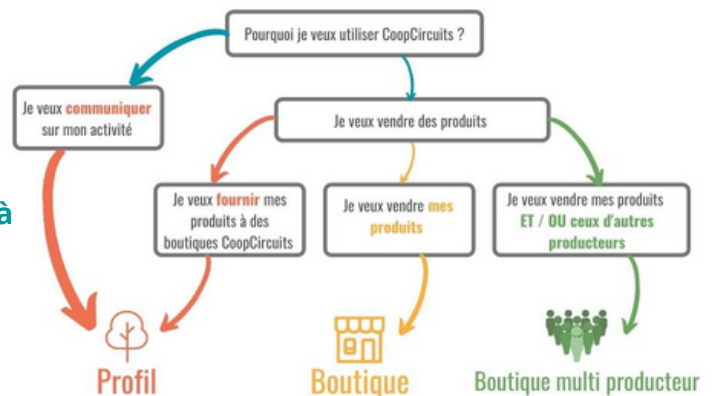 Pourquoi je veux utiliser CoopCircuits ?
Je veux communiquer
sur mon activité
Je veux vendre des produits
à
Je veux fournir mes
produits à des
boutiques CoopCircuits
Je veux vendre mes
produits
Je veux vendre mes produits
ET / OU ceux d'autres
producteurs
Profil
Boutique
Boutique multi producteur